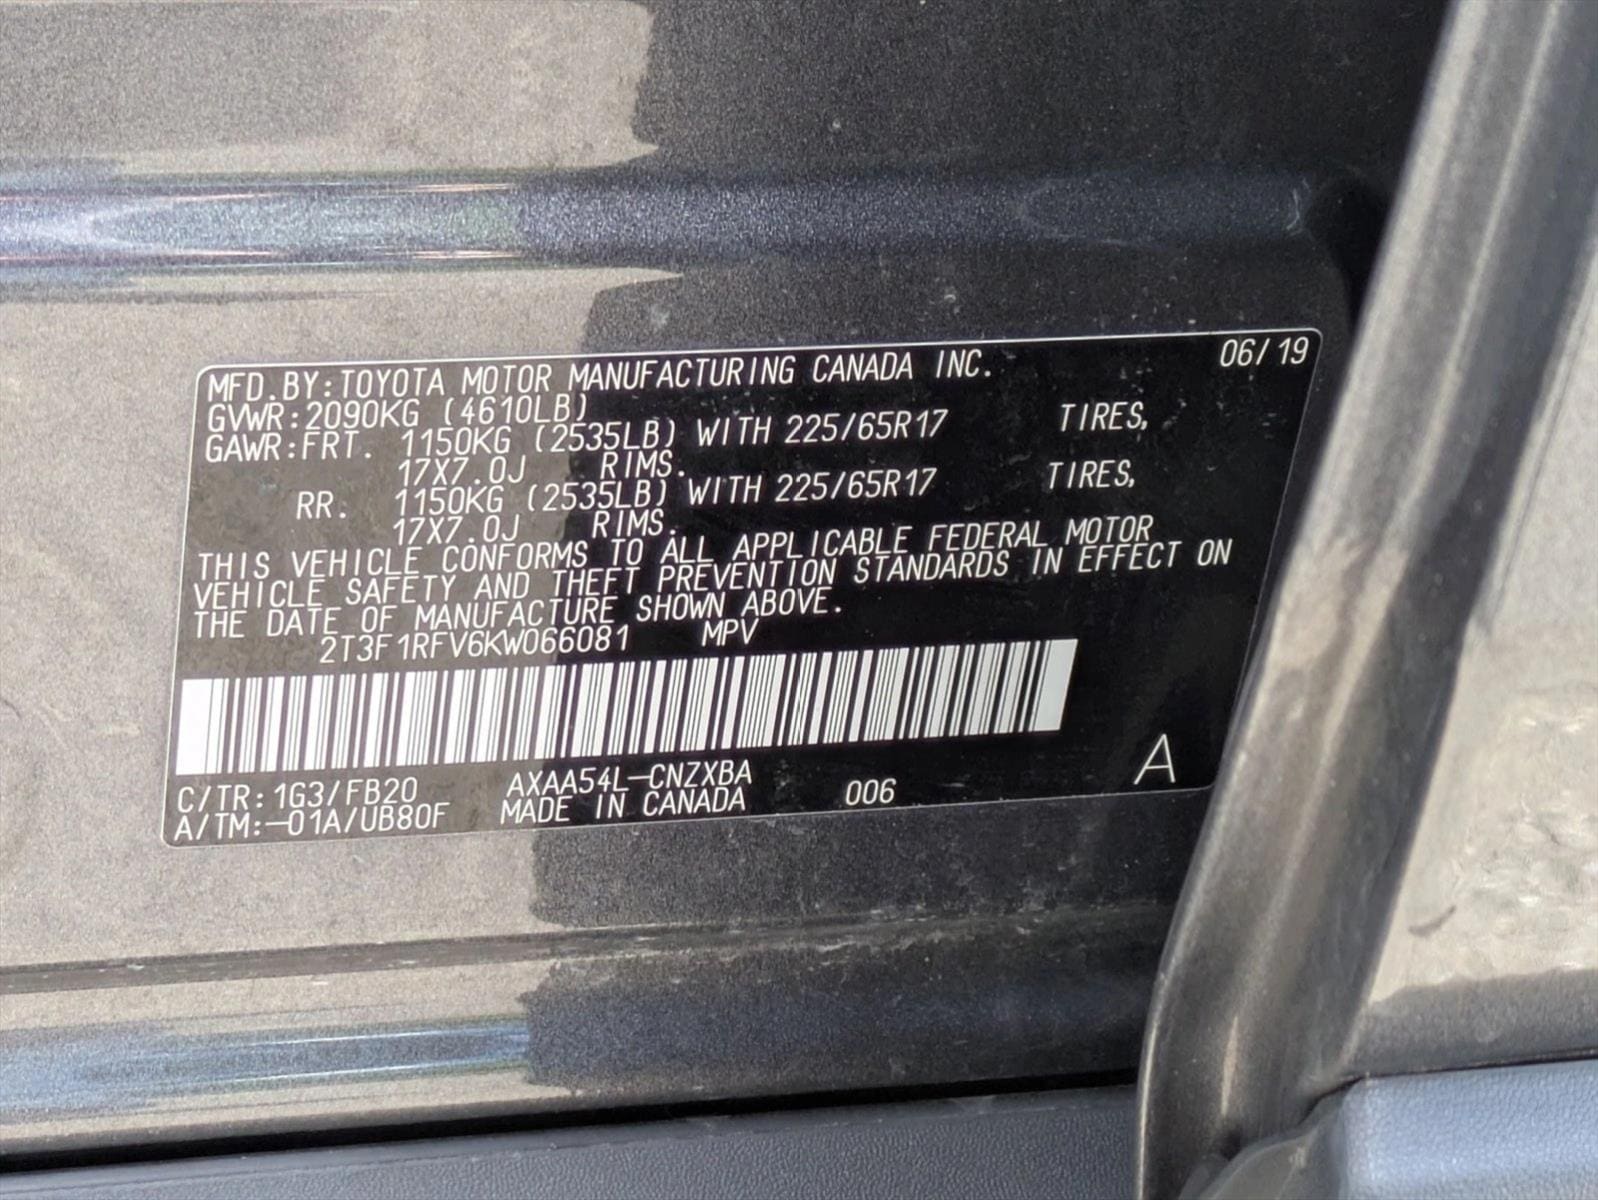 MFD.BY:TOYOTA MOTOR MANUFACTURING CANADA INC. 06/19
GVWR:2090KG (4610LB)
GAWR:FRT. 1150KG (2535LB) WITH 225/65R17 TIRES,
17X7.0J RIMS.
RR. 1150KG (2535LB) WITH 225/65R17 TIRES,
17X7.0J RIMS.
THIS VEHICLE CONFORMS TO ALL APPLICABLE FEDERAL MOTOR
VEHICLE SAFETY AND THEFT PREVENTION STANDARDS IN EFFECT ON
THE DATE OF MANUFACTURE SHOWN ABOVE.
2T3F1RFV6KW066081 MPV
C/TR:1G3/FB20 AXAA54L-CNZXBA 006 A
A/TM:-01A/UB80F MADE IN CANADA